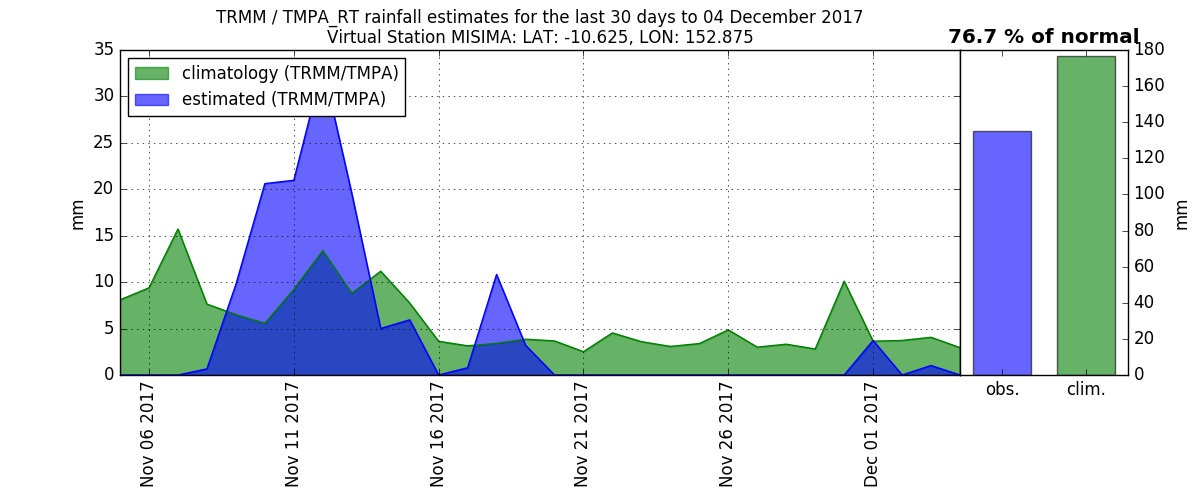 TRMM / TMPA_RT rainfall estimates for the last 30 days to 04 December 2017
Virtual Station MISIMA: LAT: -10.625, LON: 152.875
76.7 % of normal
climatology (TRMM/TMPA)
estimated (TRMM/TMPA)
35
30
25
20
15
10
5
0
mm
Nov 06 2017
Nov 11 2017
Nov 16 2017
Nov 21 2017
Nov 26 2017
Dec 01 2017
obs.
clim.
180
160
140
120
100
80
60
40
20
0
mm